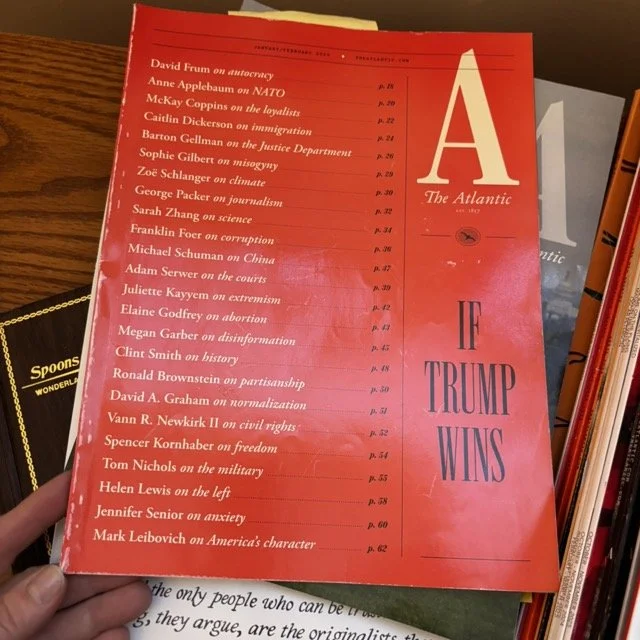 JANUARY/FEBRUARY 2024
THEATLANTIC.COM
David Frum on autocracy p. 18
Anne Applebaum on NATO p. 20
McKay Coppins on the loyalists p. 22
Caitlin Dickerson on immigration p. 24
Barton Gellman on the Justice Department p. 26
Sophie Gilbert on misogyny p. 29
Zoë Schlanger on climate p. 30
George Packer on journalism p. 32
Sarah Zhang on science p. 34
Franklin Foer on corruption p. 36
Michael Schuman on China p. 37
Adam Serwer on the courts p. 39
Juliette Kayyem on extremism p. 42
Elaine Godfrey on abortion p. 43
Megan Garber on disinformation p. 45
Clint Smith on history p. 48
Ronald Brownstein on partisanship p. 50
David A. Graham on normalization p. 51
Vann R. Newkirk II on civil rights p. 52
Spencer Kornhaber on freedom p. 54
Tom Nichols on the military p. 55
Helen Lewis on the left p. 58
Jennifer Senior on anxiety p. 60
Mark Leibovich on America's character p. 62
A
The Atlantic
EST. 1857
IF
TRUMP
WINS
A
ntic
Spoons
WONDERLA
the only people who can be
they argue, are the originalists